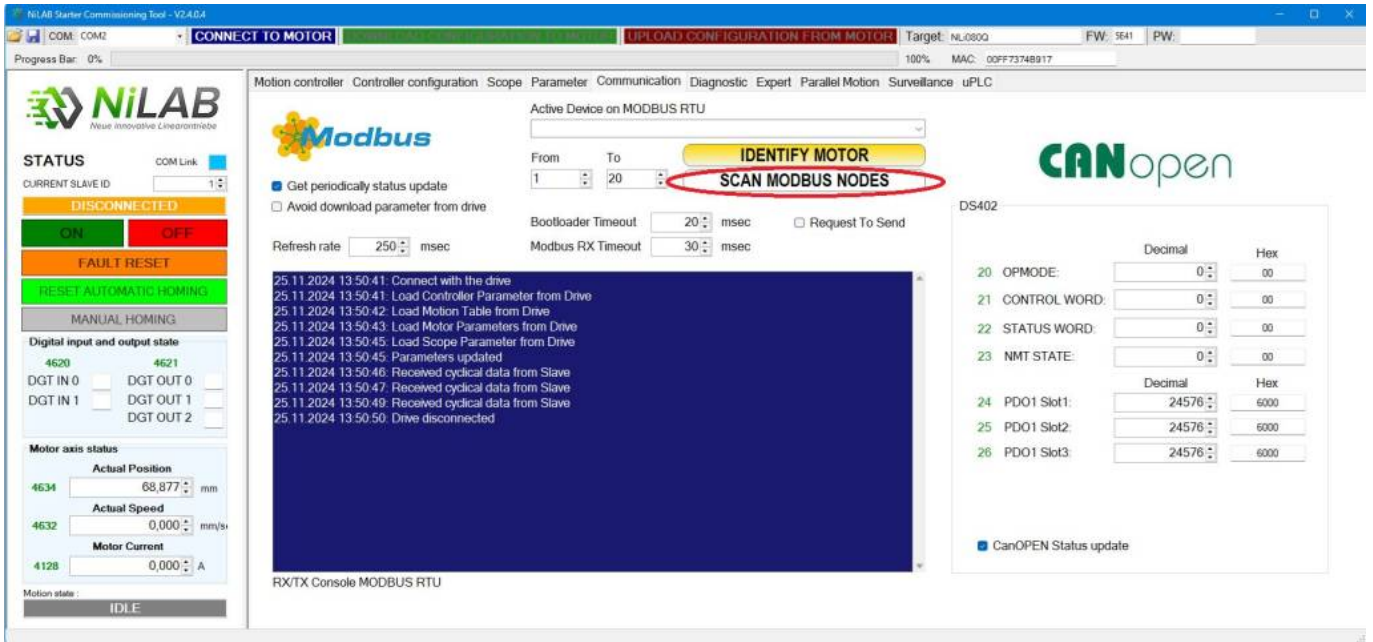 NiLAB Starter Commissioning Tool - V2.4.0.4
COM: COM2 CONNECT TO MOTOR DOWNLOAD CONFIGURATION TO MOTOR UPLOAD CONFIGURATION FROM MOTOR Target: NLi080Q FW: 5E41 PW:
Progress Bar: 0% 100% MAC: 00FF7374B917
Motion controller Controller configuration Scope Parameter Communication Diagnostic Expert Parallel Motion Surveillance uPLC
NiLAB
Neue innovative Linearantriebe
STATUS COM Link
CURRENT SLAVE ID 1
DISCONNECTED
ON OFF
FAULT RESET
RESET AUTOMATIC HOMING
MANUAL HOMING
Digital input and output state
4620 4621
DGT IN 0 DGT OUT 0
DGT IN 1 DGT OUT 1
DGT OUT 2
Motor axis status
Actual Position
4634 68,877 mm
Actual Speed
4632 0,000 mm/s
Motor Current
4128 0,000 A
Motion state :
IDLE
Modbus
Get periodically status update
Avoid download parameter from drive
Refresh rate 250 msec
Active Device on MODBUS RTU
From To
1 20
IDENTIFY MOTOR
SCAN MODBUS NODES
Bootloader Timeout 20 msec Request To Send
Modbus RX Timeout 30 msec
25.11.2024 13:50:41: Connect with the drive
25.11.2024 13:50:41: Load Controller Parameter from Drive
25.11.2024 13:50:42: Load Motion Table from Drive
25.11.2024 13:50:43: Load Motor Parameters from Drive
25.11.2024 13:50:45: Load Scope Parameter from Drive
25.11.2024 13:50:45: Parameters updated
25.11.2024 13:50:46: Received cyclical data from Slave
25.11.2024 13:50:47: Received cyclical data from Slave
25.11.2024 13:50:49: Received cyclical data from Slave
25.11.2024 13:50:50: Drive disconnected
RX/TX Console MODBUS RTU
CANopen
DS402
Decimal Hex
20 OPMODE: 0 00
21 CONTROL WORD: 0 00
22 STATUS WORD: 0 00
23 NMT STATE: 0 00
Decimal Hex
24 PDO1 Slot1: 24576 6000
25 PDO1 Slot2: 24576 6000
26 PDO1 Slot3: 24576 6000
CanOPEN Status update